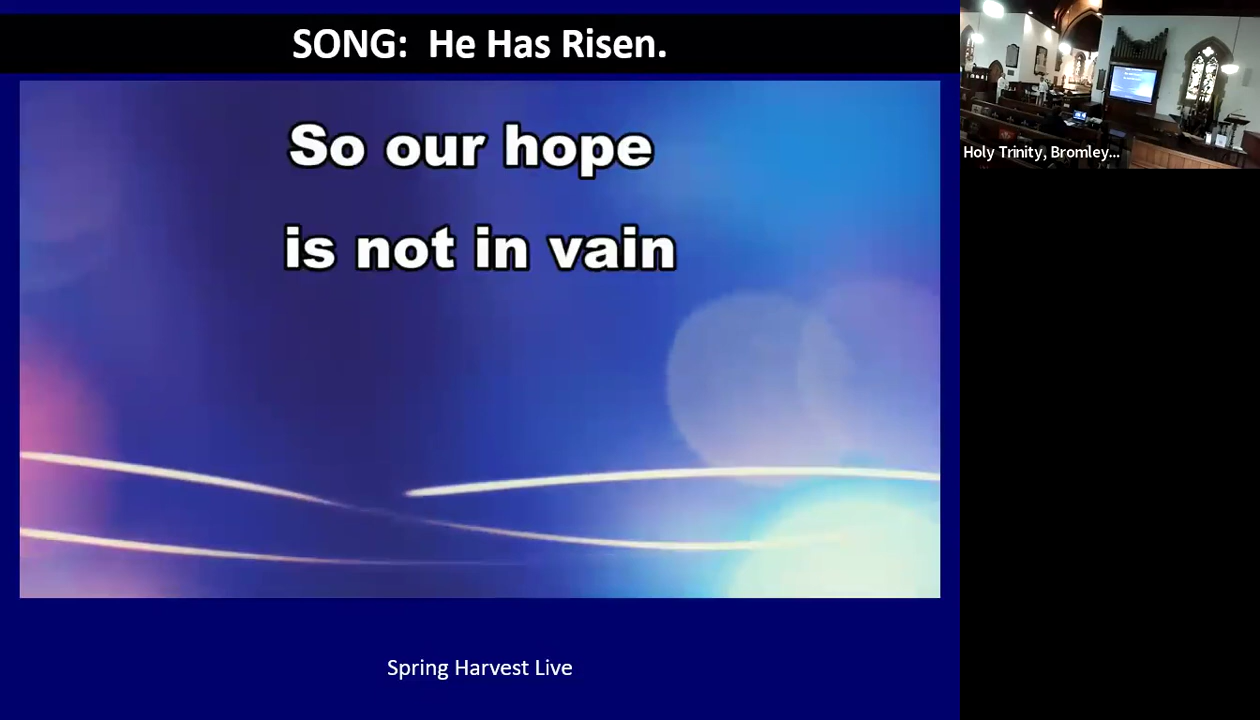 SONG:  He Has Risen.
So our hope
is not in vain
Spring Harvest Live
Holy Trinity, Bromley...